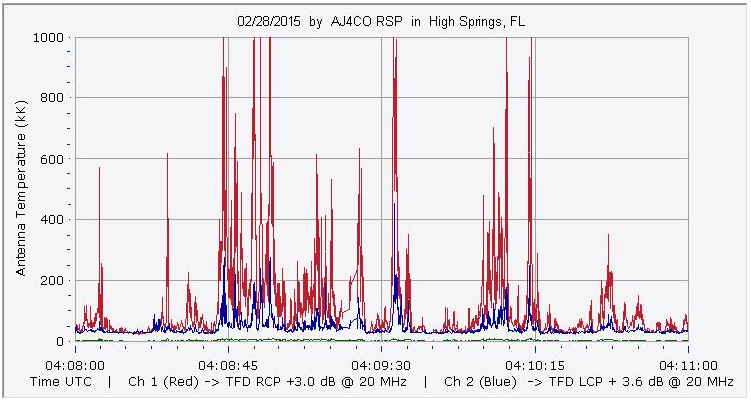 02/28/2015 by AJ4CO RSP in High Springs, FL
Antenna Temperature (kK)
1000
800
600
400
200
0
04:08:00 04:08:45 04:09:30 04:10:15 04:11:00
Time UTC | Ch 1 (Red) -> TFD RCP +3.0 dB @ 20 MHz | Ch 2 (Blue) -> TFD LCP + 3.6 dB @ 20 MHz